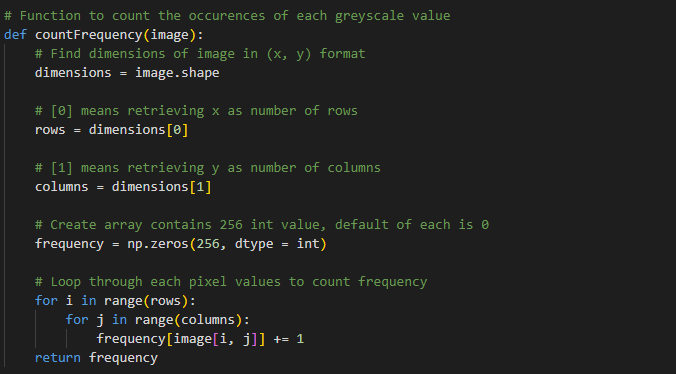 # Function to count the occurences of each greyscale value
def countFrequency(image):
    # Find dimensions of image in (x, y) format
    dimensions = image.shape

    # [0] means retrieving x as number of rows
    rows = dimensions[0]

    # [1] means retrieving y as number of columns
    columns = dimensions[1]

    # Create array contains 256 int value, default of each is 0
    frequency = np.zeros(256, dtype = int)

    # Loop through each pixel values to count frequency
    for i in range(rows):
        for j in range(columns):
            frequency[image[i, j]] += 1
    return frequency